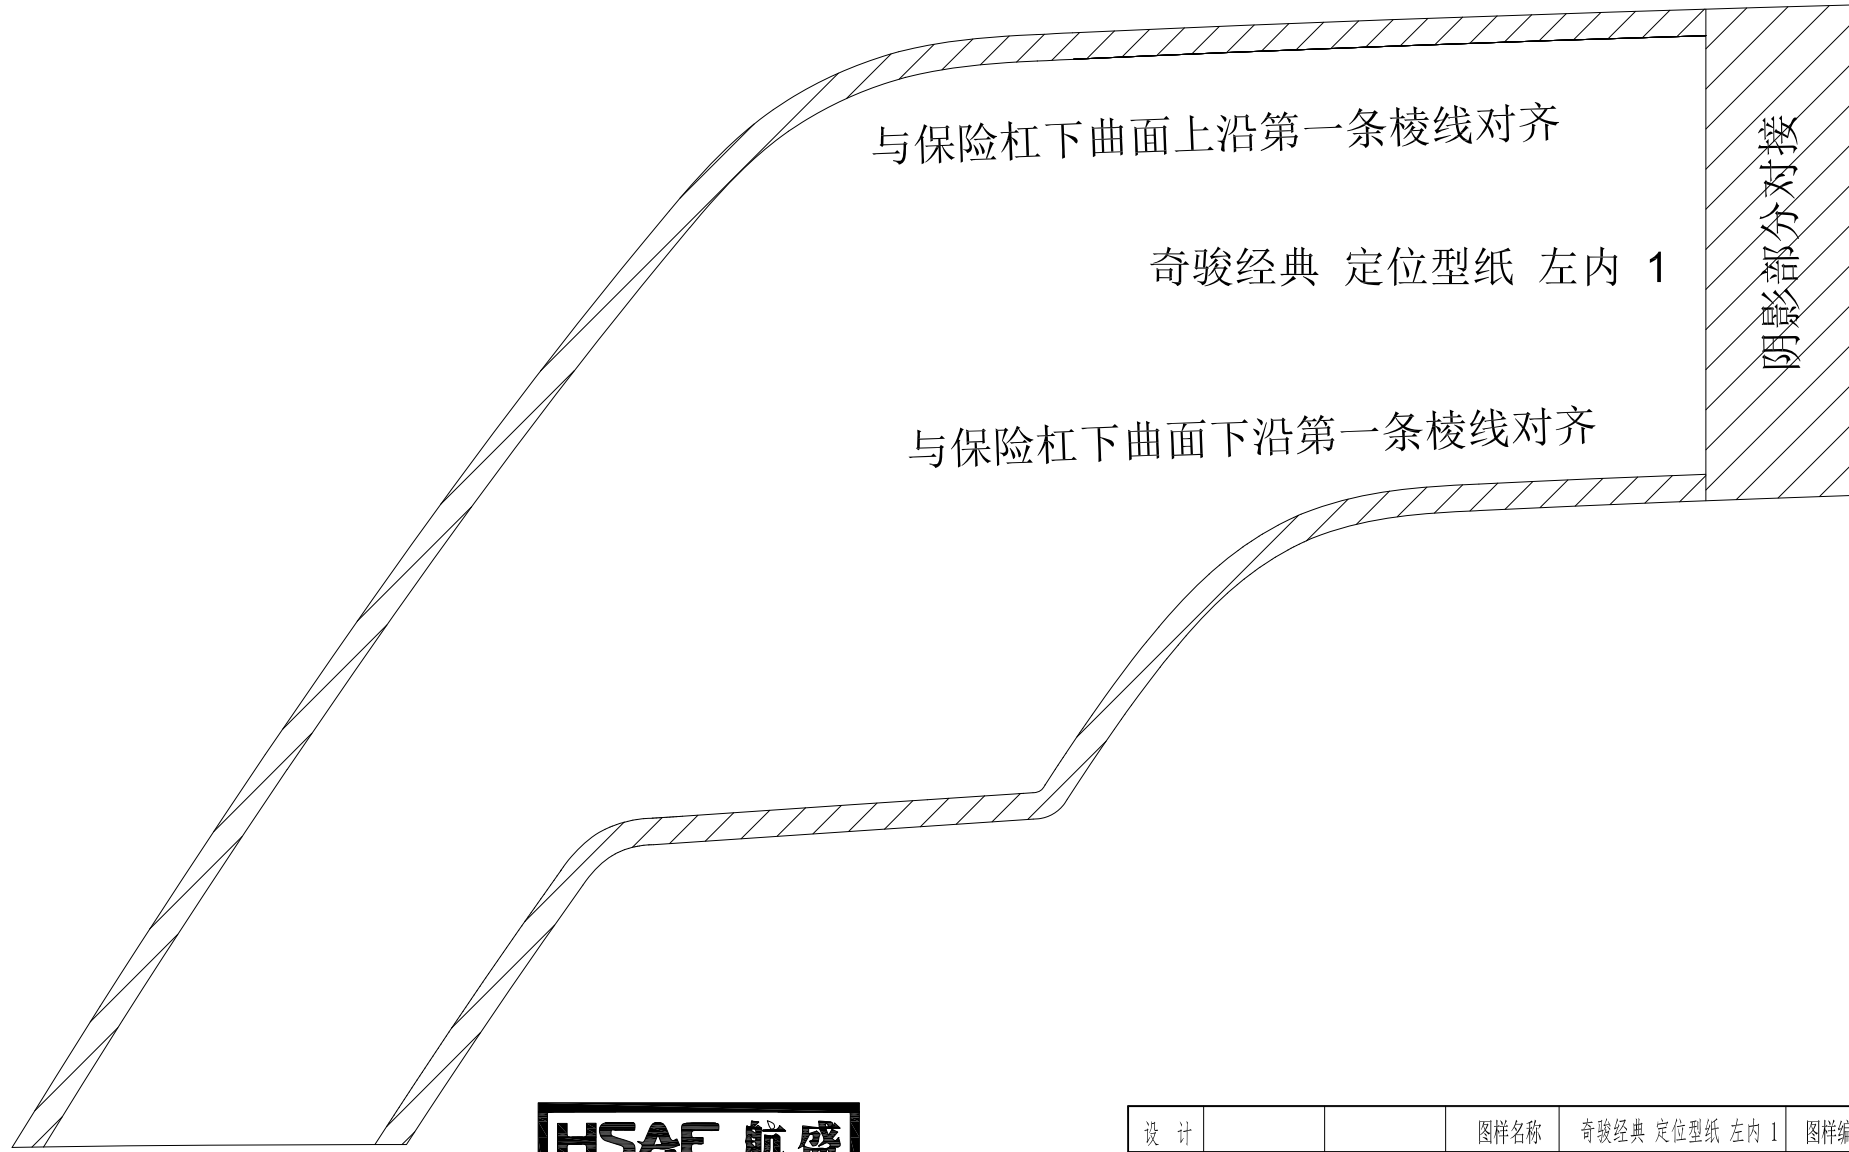 与保险杠下曲面上沿第一条棱线对齐
奇骏经典 定位型纸 左内 1
阴影部分对接
与保险杠下曲面下沿第一条棱线对齐
HSAE 航盛
设 计 图样名称 奇骏经典 定位型纸 左内 1 图样编